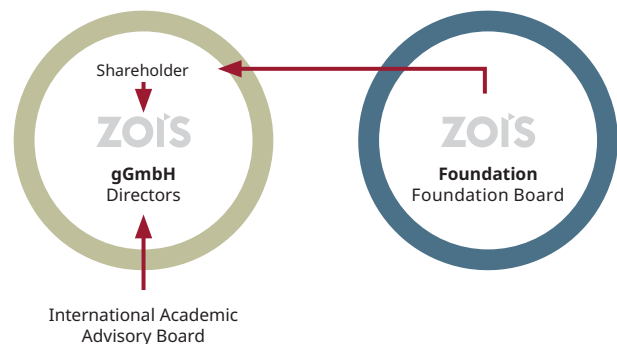 Shareholder
ZOiS
gGmbH
Directors
International Academic
Advisory Board
ZOiS
Foundation
Foundation Board